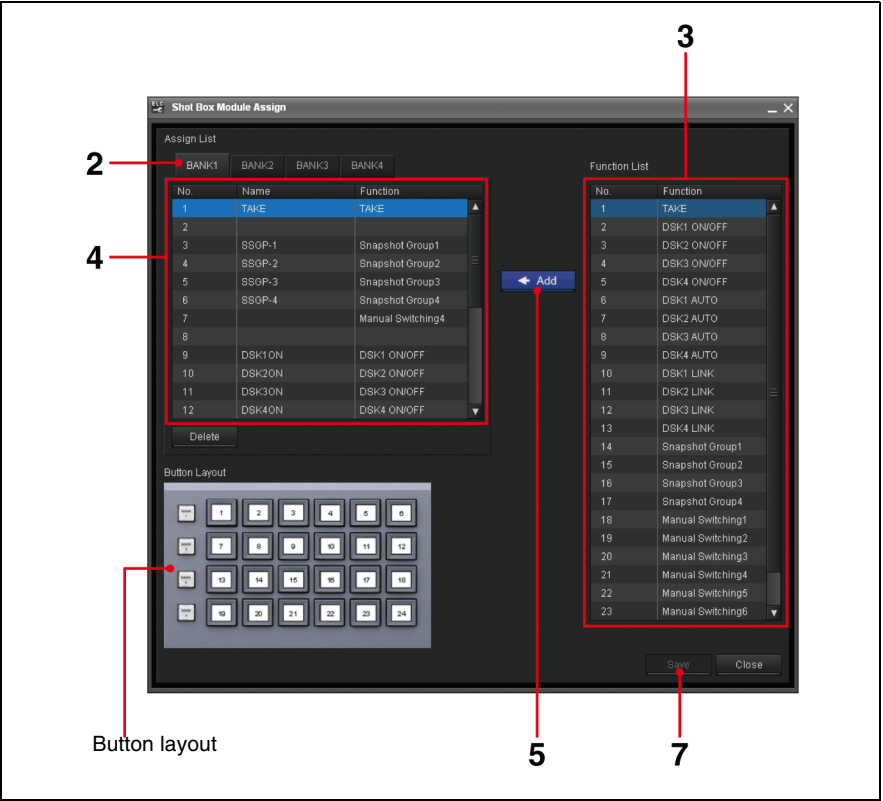 3
ELC
Shot Box Module Assign
Assign List
2
BANK1 BANK2 BANK3 BANK4
Function List
No. Name Function
1 TAKE TAKE
2
3 SSGP-1 Snapshot Group1
4 SSGP-2 Snapshot Group2
5 SSGP-3 Snapshot Group3
6 SSGP-4 Snapshot Group4
7 Manual Switching4
8
9 DSK1ON DSK1 ON/OFF
10 DSK2ON DSK2 ON/OFF
11 DSK3ON DSK3 ON/OFF
12 DSK4ON DSK4 ON/OFF
4
Add
Delete
No. Function
1 TAKE
2 DSK1 ON/OFF
3 DSK2 ON/OFF
4 DSK3 ON/OFF
5 DSK4 ON/OFF
6 DSK1 AUTO
7 DSK2 AUTO
8 DSK3 AUTO
9 DSK4 AUTO
10 DSK1 LINK
11 DSK2 LINK
12 DSK3 LINK
13 DSK4 LINK
14 Snapshot Group1
15 Snapshot Group2
16 Snapshot Group3
17 Snapshot Group4
18 Manual Switching1
19 Manual Switching2
20 Manual Switching3
21 Manual Switching4
22 Manual Switching5
23 Manual Switching6
Button Layout
BANK 1 1 2 3 4 5 6
BANK 2 7 8 9 10 11 12
BANK 3 13 14 15 16 17 18
BANK 4 19 20 21 22 23 24
Save Close
Button layout
5
7